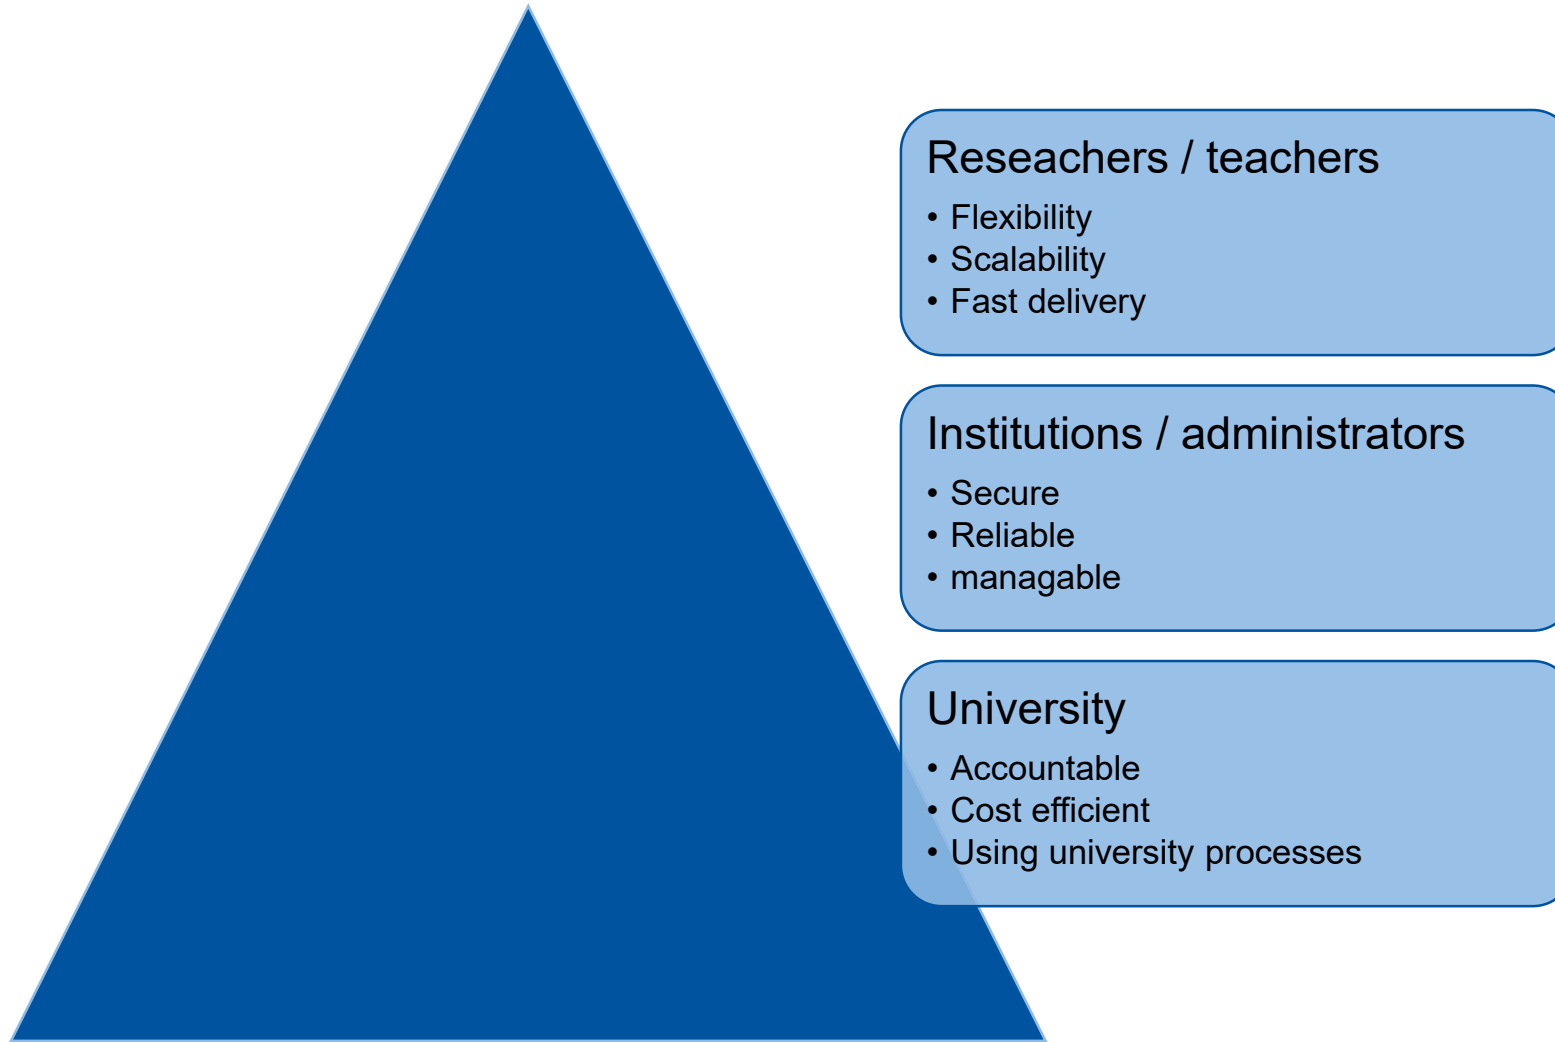 Reseachers / teachers
• Flexibility
• Scalability
• Fast delivery
Institutions / administrators
• Secure
• Reliable
• managable
University
• Accountable
• Cost efficient
• Using university processes